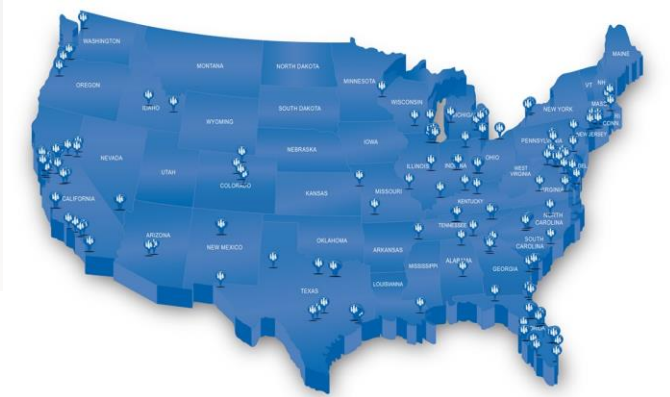 WASHINGTON
MAINE
MONTANA
NORTH DAKOTA
MINNESOTA
VT
NH
OREGON
IDAHO
WISCONSIN
MASS
NEW YORK
SOUTH DAKOTA
WYOMING
CONN
NEW JERSEY
IOWA
PENNSYLVANIA
NEBRASKA
NEVADA
UTAH
ILLINOIS
INDIANA
OHIO
WEST
VIRGINIA
COLORADO
KANSAS
MISSOURI
VIRGINIA
CALIFORNIA
KENTUCKY
NORTH
CAROLINA
TENNESSEE
ARIZONA
NEW MEXICO
OKLAHOMA
ARKANSAS
SOUTH
CAROLINA
MISSISSIPPI
ALABAMA
GEORGIA
TEXAS
LOUISIANNA